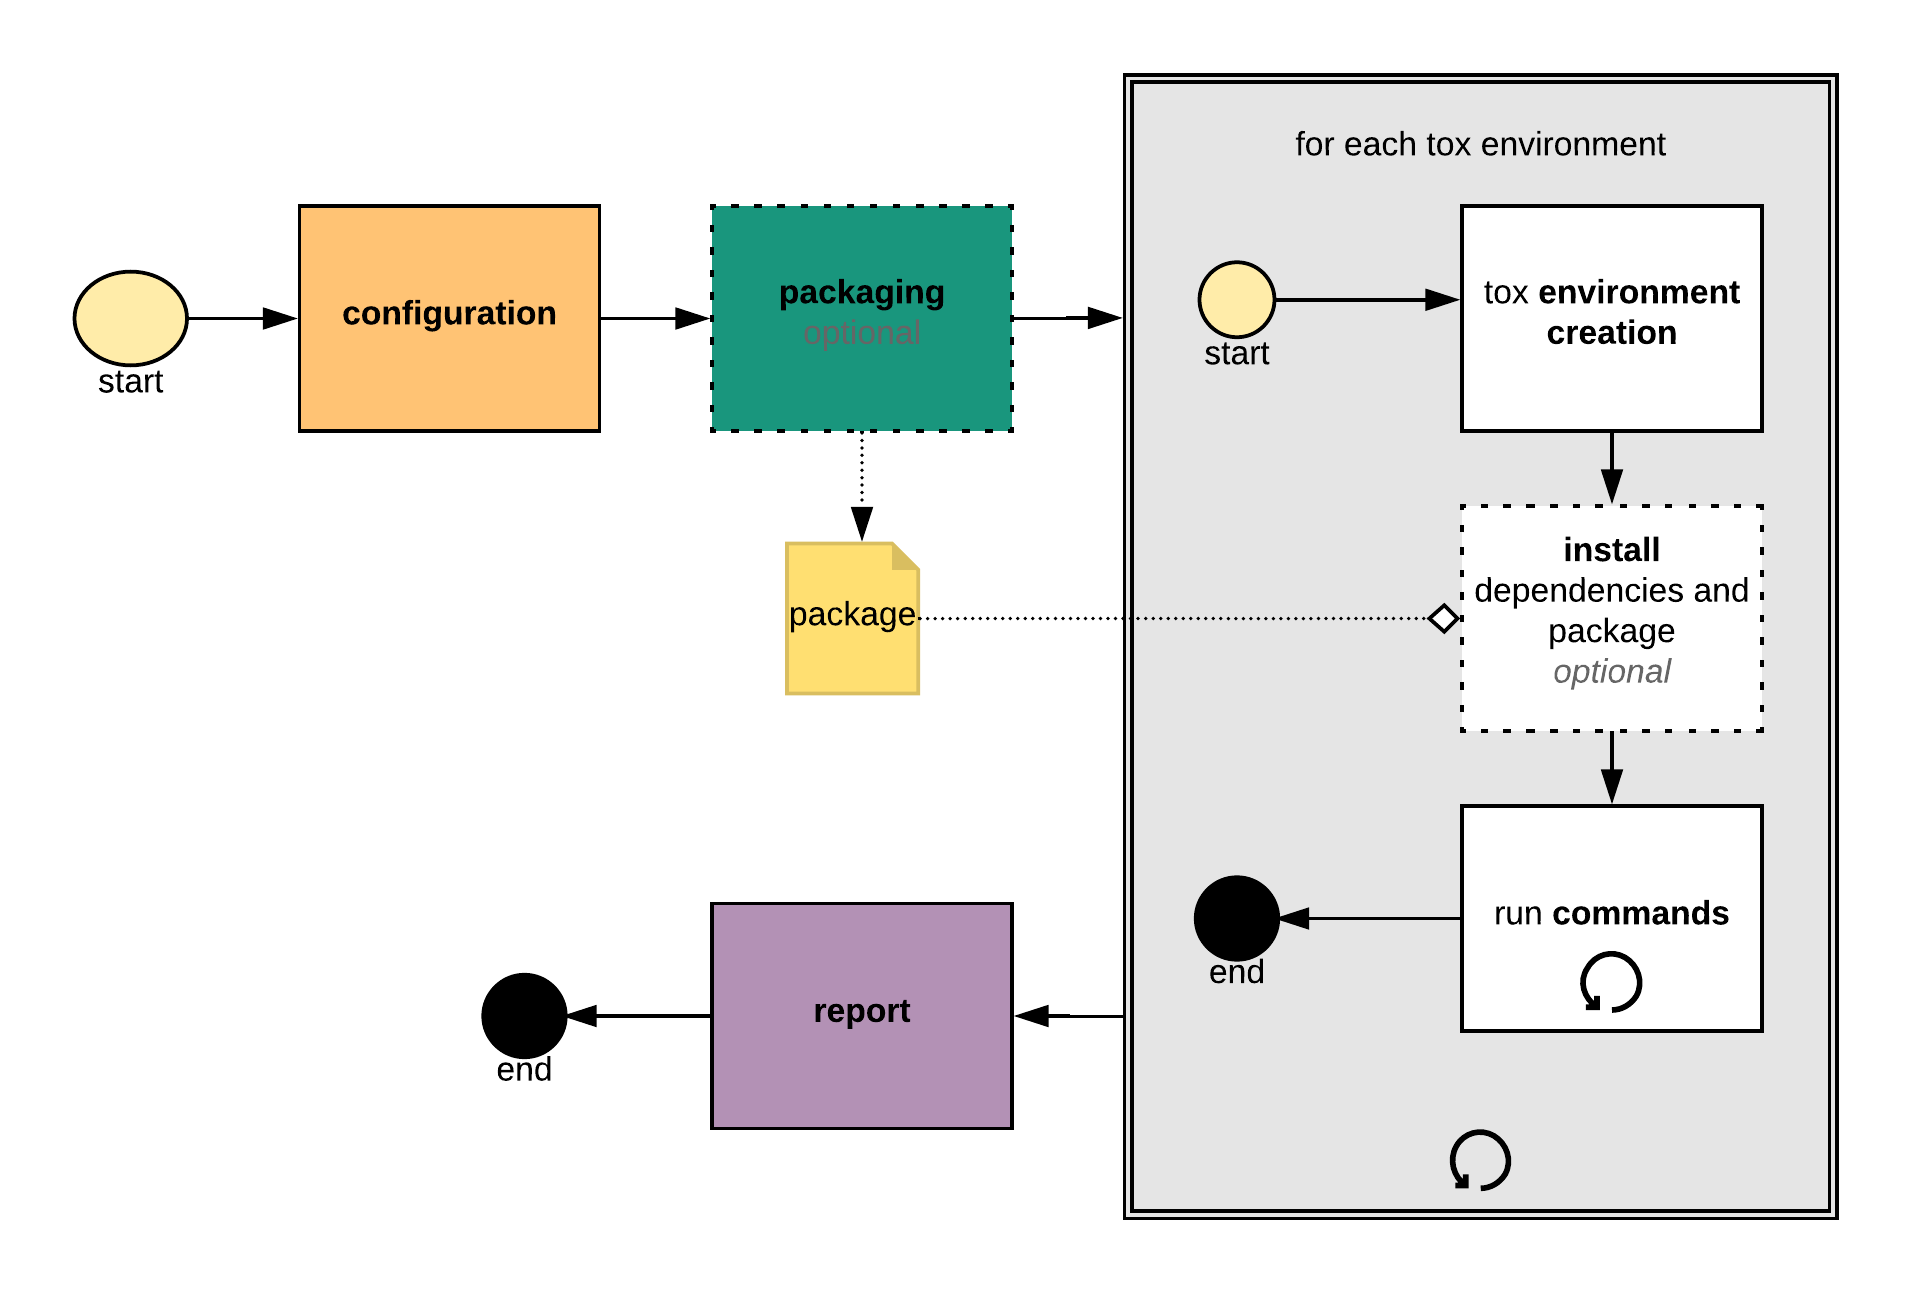 start
configuration
packaging
optional
package
for each tox environment
start
tox environment
creation
install
dependencies and
package
optional
run commands
end
report
end